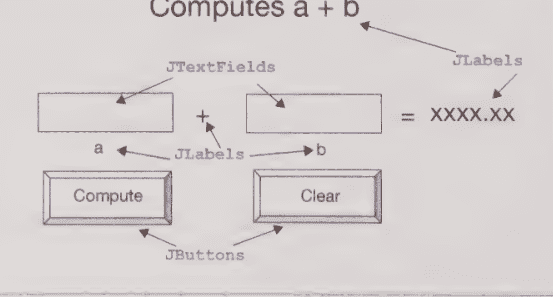 Computes a + b
JLabels
JTextFields
+ = XXXX.XX
a JLabels b
Compute Clear
JButtons